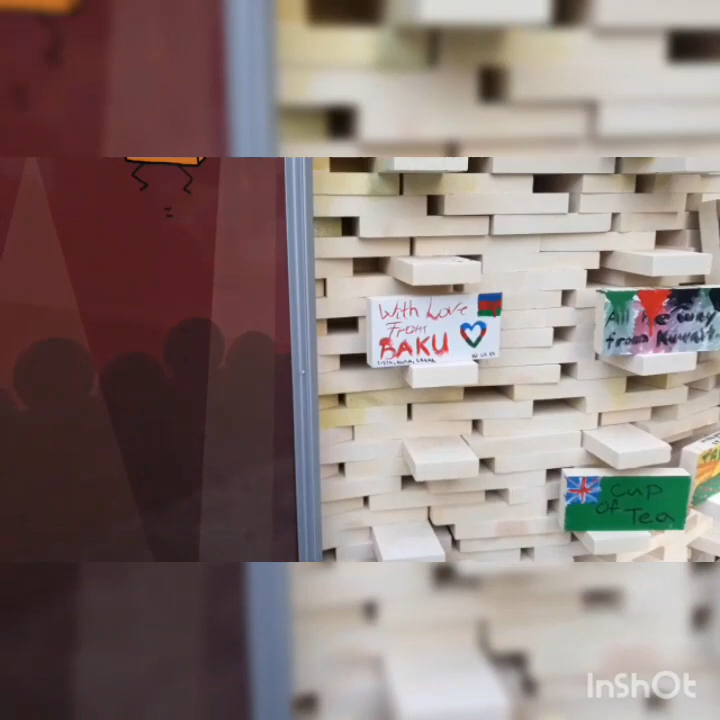 With Love
From
BAKU
All the way
from Kuwait
Cup
of Tea
InShOt